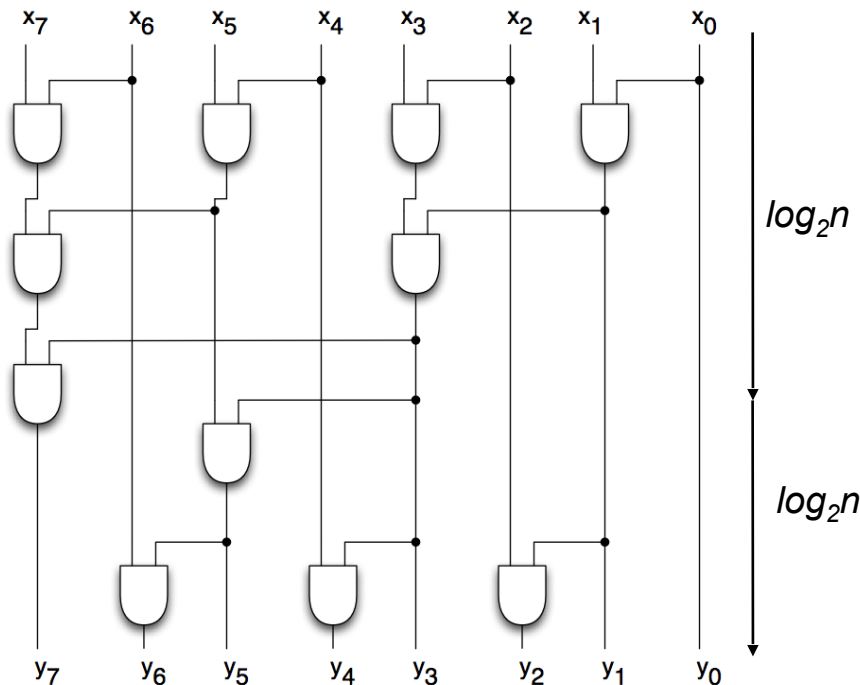 x₇ x₆ x₅ x₄ x₃ x₂ x₁ x₀
log₂n
log₂n
y₇ y₆ y₅ y₄ y₃ y₂ y₁ y₀